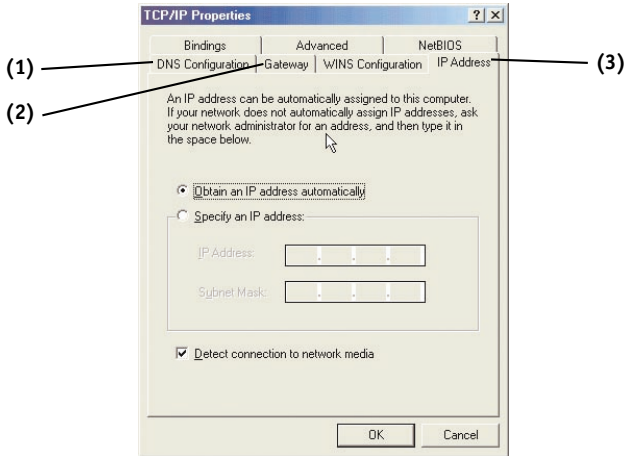 TCP/IP Properties
? ×
Bindings Advanced NetBIOS
(1) DNS Configuration Gateway WINS Configuration IP Address (3)
(2)
An IP address can be automatically assigned to this computer.
If your network does not automatically assign IP addresses, ask
your network administrator for an address, and then type it in
the space below.
Obtain an IP address automatically
Specify an IP address:
IP Address:
. . .
Subnet Mask:
. . .
Detect connection to network media
OK Cancel